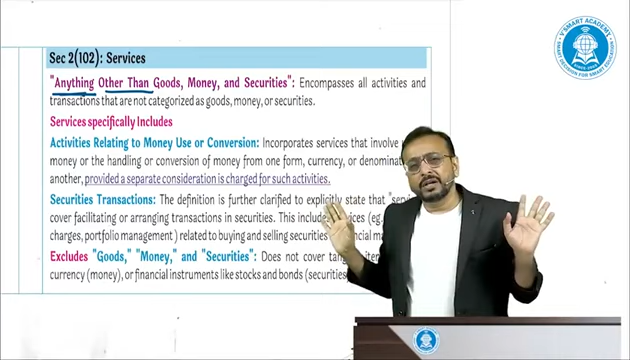 Sec 2(102): Services
"Anything Other Than Goods, Money, and Securities": Encompasses all activities and
transactions that are not categorized as goods, money, or securities.
Services specifically Includes
Activities Relating to Money Use or Conversion: Incorporates services that involve
money or the handling or conversion of money from one form, currency, or denominat
another, provided a separate consideration is charged for such activities.
Securities Transactions: The definition is further clarified to explicitly state that "servi
cover facilitating or arranging transactions in securities. This include
charges, portfolio management) related to buying and selling securities
Excludes "Goods," "Money," and "Securities": Does not cover
currency (money), or financial instruments like stocks and bonds (securities
V'SMART ACADEMY